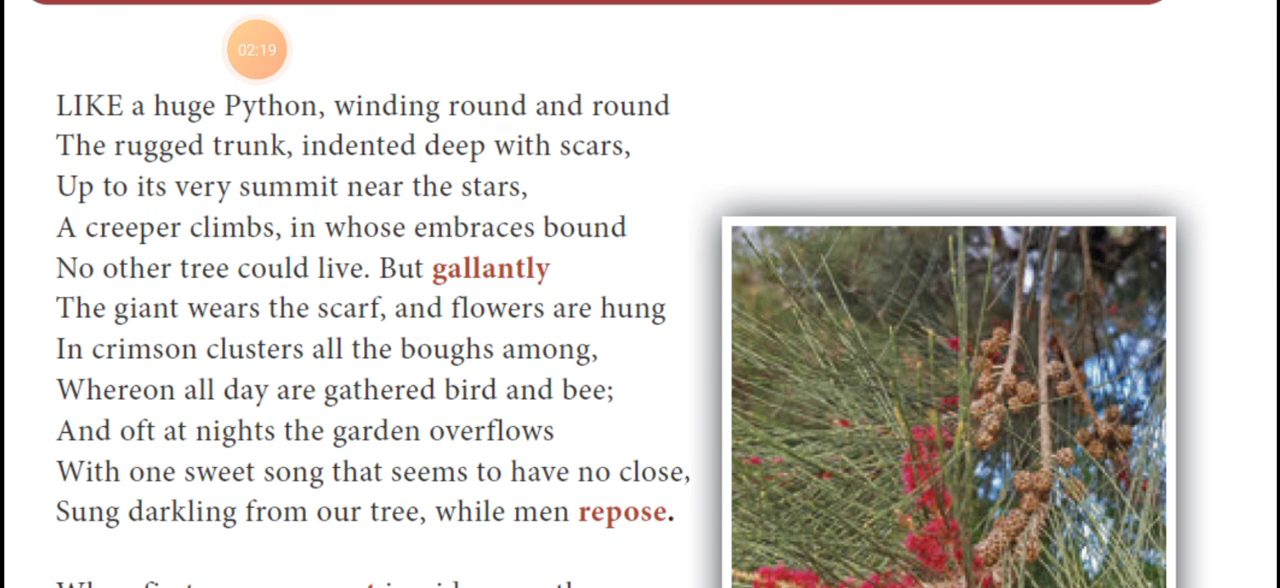 02:19
LIKE a huge Python, winding round and round
The rugged trunk, indented deep with scars,
Up to its very summit near the stars,
A creeper climbs, in whose embraces bound
No other tree could live. But gallantly
The giant wears the scarf, and flowers are hung
In crimson clusters all the boughs among,
Whereon all day are gathered bird and bee;
And oft at nights the garden overflows
With one sweet song that seems to have no close,
Sung darkling from our tree, while men repose.